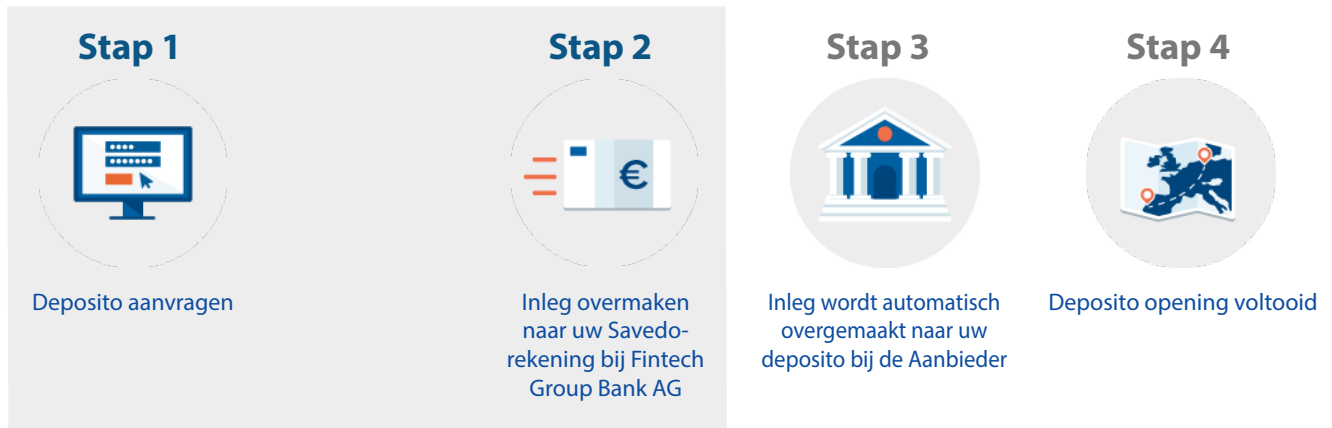 Stap 1
Deposito aanvragen
Stap 2
€
Inleg overmaken
naar uw Savedo-
rekening bij Fintech
Group Bank AG
Stap 3
Inleg wordt automatisch
overgemaakt naar uw
deposito bij de Aanbieder
Stap 4
Deposito opening voltooid